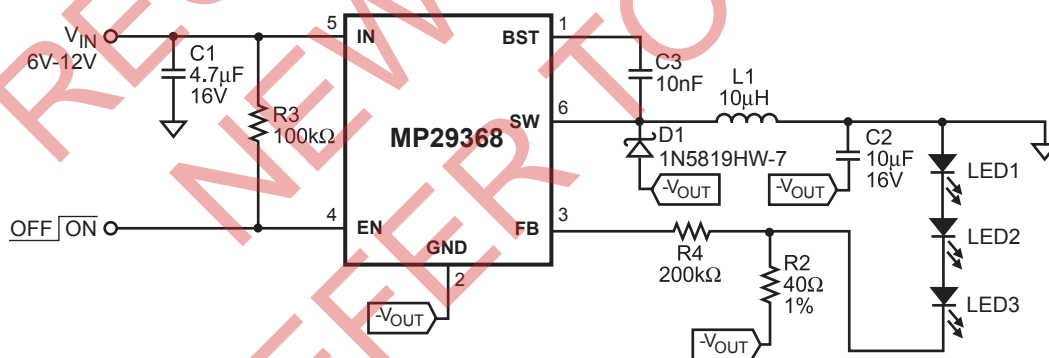 VIN
6V-12V
C1
4.7µF
16V
R3
100kΩ
OFF ON
5
IN
BST
1
C3
10nF
L1
10µH
MP29368
SW
6
D1
1N5819HW-7
-VOUT
-VOUT
C2
10µF
16V
LED1
4
EN
GND
2
FB
3
R4
200kΩ
R2
40Ω
1%
LED2
LED3
-VOUT
-VOUT
NEW
TO